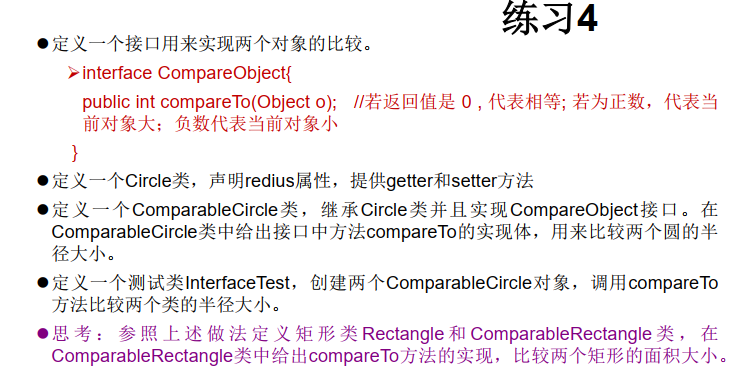 练习4
●定义一个接口用来实现两个对象的比较。
➢interface CompareObject{
public int compareTo(Object o); //若返回值是 0 , 代表相等; 若为正数，代表当
前对象大；负数代表当前对象小
}
●定义一个Circle类，声明redius属性，提供getter和setter方法
●定义一个ComparableCircle类，继承Circle类并且实现CompareObject接口。在
ComparableCircle类中给出接口中方法compareTo的实现体，用来比较两个圆的半
径大小。
●定义一个测试类InterfaceTest，创建两个ComparableCircle对象，调用compareTo
方法比较两个类的半径大小。
●思考：参照上述做法定义矩形类Rectangle和ComparableRectangle类，在
ComparableRectangle类中给出compareTo方法的实现，比较两个矩形的面积大小。